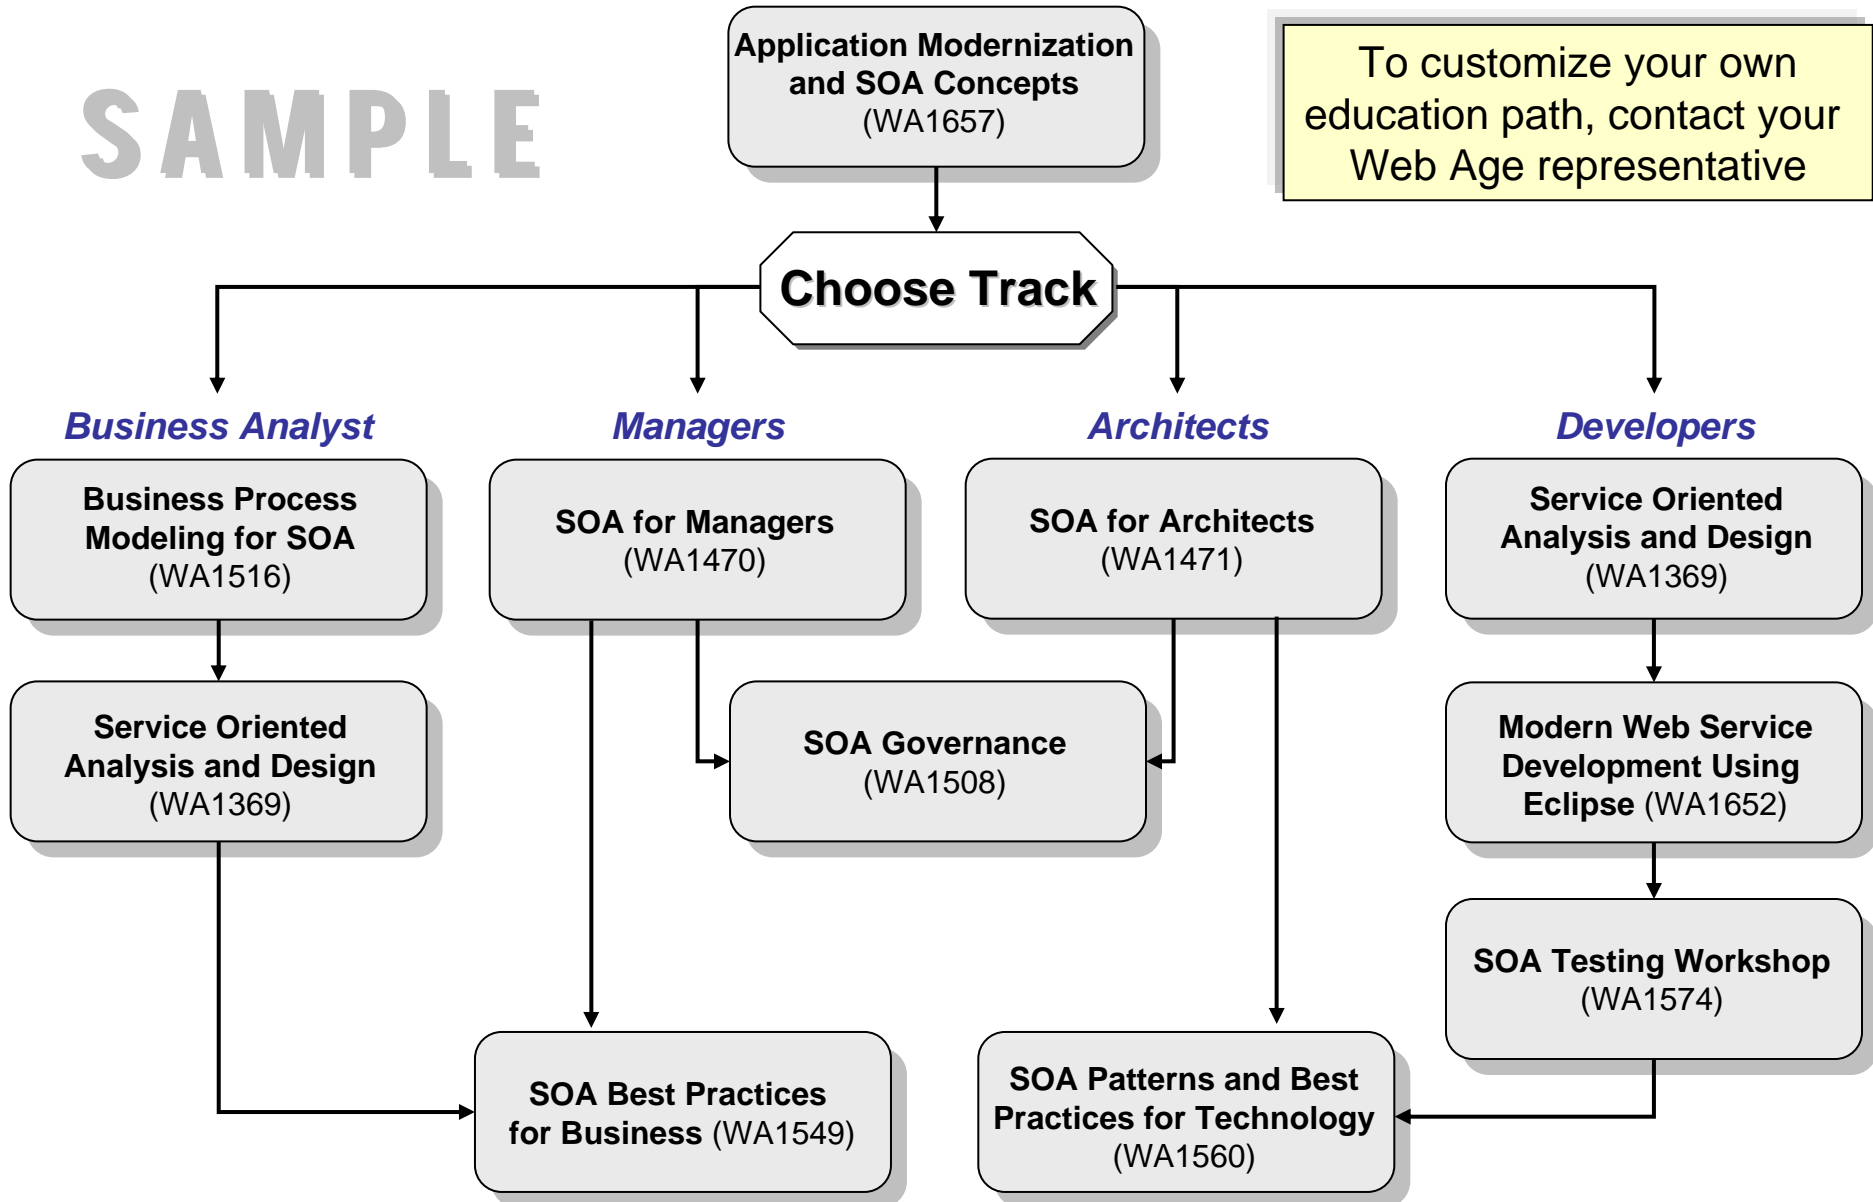 SAMPLE
Application Modernization
and SOA Concepts
(WA1657)
To customize your own
education path, contact your
Web Age representative
Choose Track
Business Analyst
Managers
Architects
Developers
Business Process
Modeling for SOA
(WA1516)
SOA for Managers
(WA1470)
SOA for Architects
(WA1471)
Service Oriented
Analysis and Design
(WA1369)
Service Oriented
Analysis and Design
(WA1369)
SOA Governance
(WA1508)
Modern Web Service
Development Using
Eclipse (WA1652)
SOA Testing Workshop
(WA1574)
SOA Best Practices
for Business (WA1549)
SOA Patterns and Best
Practices for Technology
(WA1560)